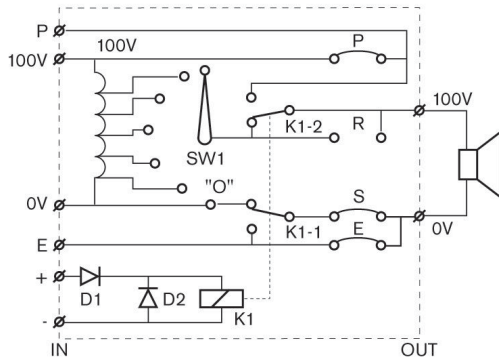 P
100V
100V
P
100V
K1-2
R
SW1
"O"
S
0V
K1-1
E
0V
E
+
D1
D2
K1
-
IN
OUT